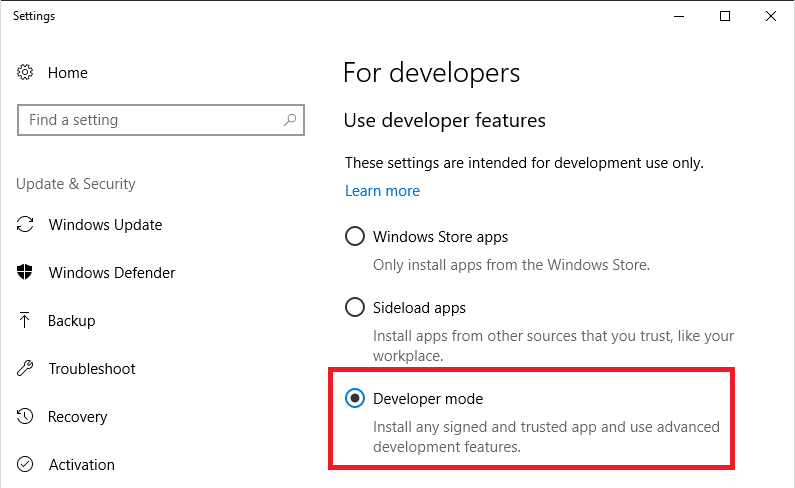 Settings
Home
Find a setting
Update & Security
Windows Update
Windows Defender
Backup
Troubleshoot
Recovery
Activation
For developers
Use developer features
These settings are intended for development use only.
Learn more
Windows Store apps
Only install apps from the Windows Store.
Sideload apps
Install apps from other sources that you trust, like your
workplace.
Developer mode
Install any signed and trusted app and use advanced
development features.